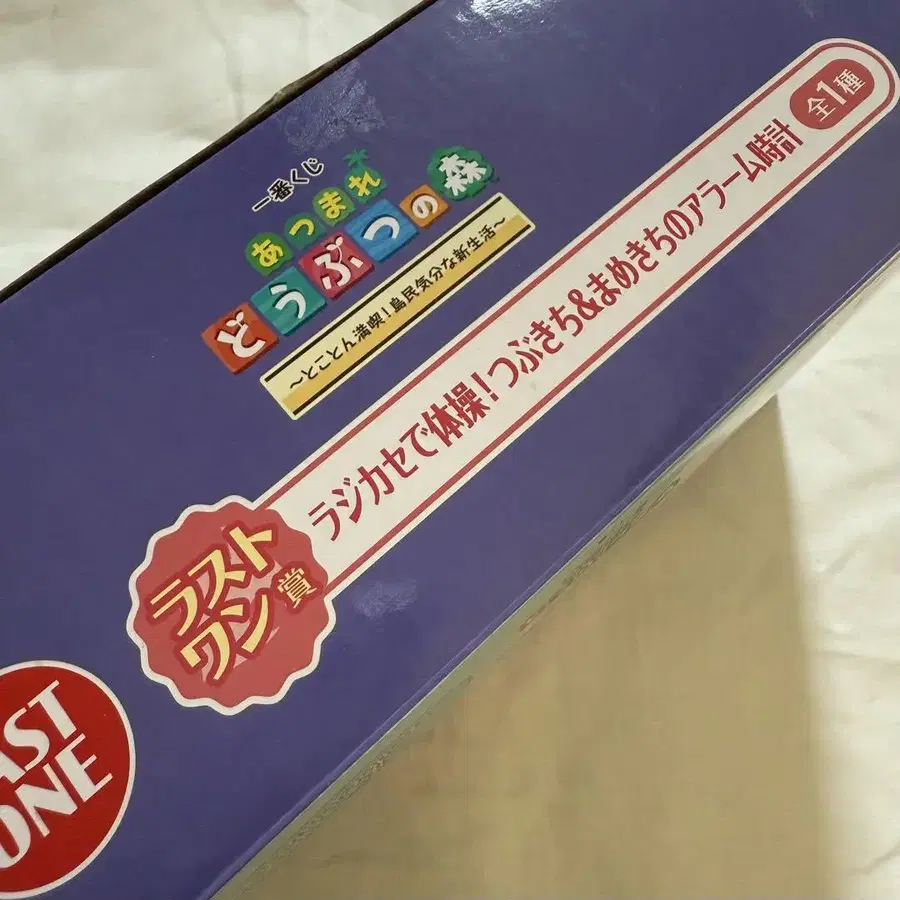 一番くじ
あつまれ
どうぶつの森
～とことん満喫！島民気分な新生活～
ラストワン賞
ラジカセで体操！つぶきち&まめきちのアラーム時計
全1種
AST
ONE